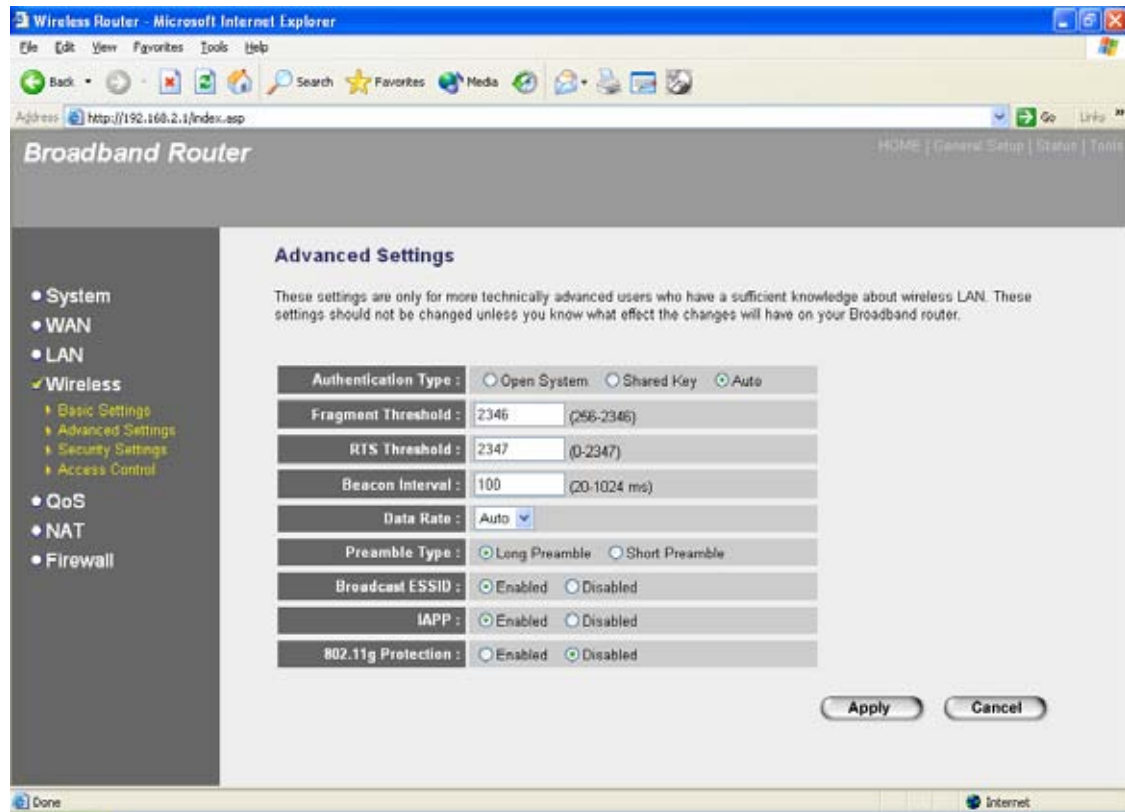 Wireless Router - Microsoft Internet Explorer
File Edit View Favorites Tools Help
Back Search Favorites Media
Address http://192.168.2.1/index.asp Go Links
Broadband Router
HOME | General Setup | Status | Tools
Advanced Settings
These settings are only for more technically advanced users who have a sufficient knowledge about wireless LAN. These
settings should not be changed unless you know what effect the changes will have on your Broadband router.
System
WAN
LAN
Wireless
Basic Settings
Advanced Settings
Security Settings
Access Control
QoS
NAT
Firewall
Authentication Type : Open System Shared Key Auto
Fragment Threshold : 2346 (256-2346)
RTS Threshold : 2347 (0-2347)
Beacon Interval : 100 (20-1024 ms)
Data Rate : Auto
Preamble Type : Long Preamble Short Preamble
Broadcast ESSID : Enabled Disabled
IAPP : Enabled Disabled
802.11g Protection : Enabled Disabled
Apply Cancel
Done Internet